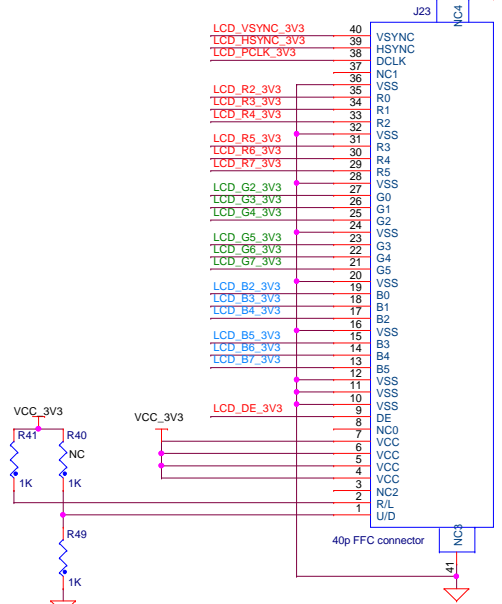 J23
NC4
LCD_VSYNC_3V3 40 VSYNC
LCD_HSYNC_3V3 39 HSYNC
LCD_PCLK_3V3 38 DCLK
37 NC1
36 VSS
LCD_R2_3V3 35 R0
LCD_R3_3V3 34 R1
LCD_R4_3V3 33 R2
32 VSS
LCD_R5_3V3 31 R3
LCD_R6_3V3 30 R4
LCD_R7_3V3 29 R5
28 VSS
LCD_G2_3V3 27 G0
LCD_G3_3V3 26 G1
LCD_G4_3V3 25 G2
24 VSS
LCD_G5_3V3 23 G3
LCD_G6_3V3 22 G4
LCD_G7_3V3 21 G5
20 VSS
LCD_B2_3V3 19 B0
LCD_B3_3V3 18 B1
LCD_B4_3V3 17 B2
16 VSS
LCD_B5_3V3 15 B3
LCD_B6_3V3 14 B4
LCD_B7_3V3 13 B5
12 VSS
11 VSS
10 VSS
LCD_DE_3V3 9 DE
8 NC0
7 VCC
6 VCC
5 VCC
4 VCC
3 NC2
2 R/L
1 U/D
VCC_3V3
VCC_3V3
R41
R40
NC
1K
1K
R49
1K
40p FFC connector
NC3
41